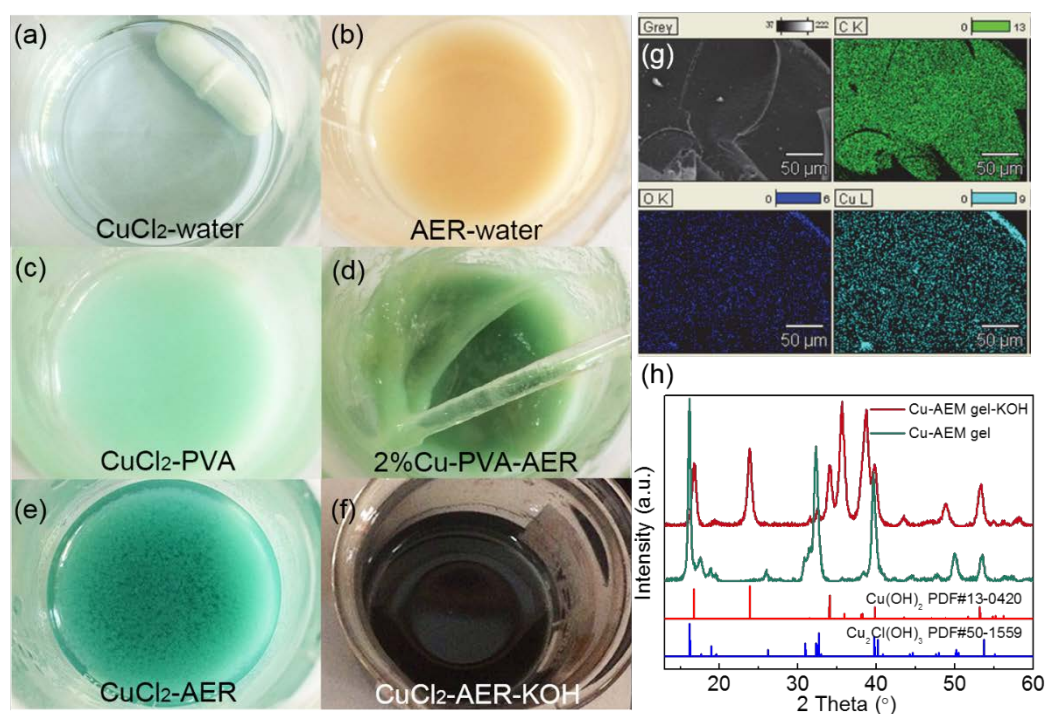 (a)
CuCl₂-water
(b)
AER-water
(c)
CuCl₂-PVA
(d)
2%Cu-PVA-AER
(e)
CuCl₂-AER
(f)
CuCl₂-AER-KOH
(g)
Grey 37 222
50 µm
C K 0 13
50 µm
O K 0 6
50 µm
Cu L 0 9
50 µm
(h)
Cu-AEM gel-KOH
Cu-AEM gel
Cu(OH)₂ PDF#13-0420
Cu₂Cl(OH)₃ PDF#50-1559
Intensity (a.u.)
20 30 40 50 60
2 Theta (°)